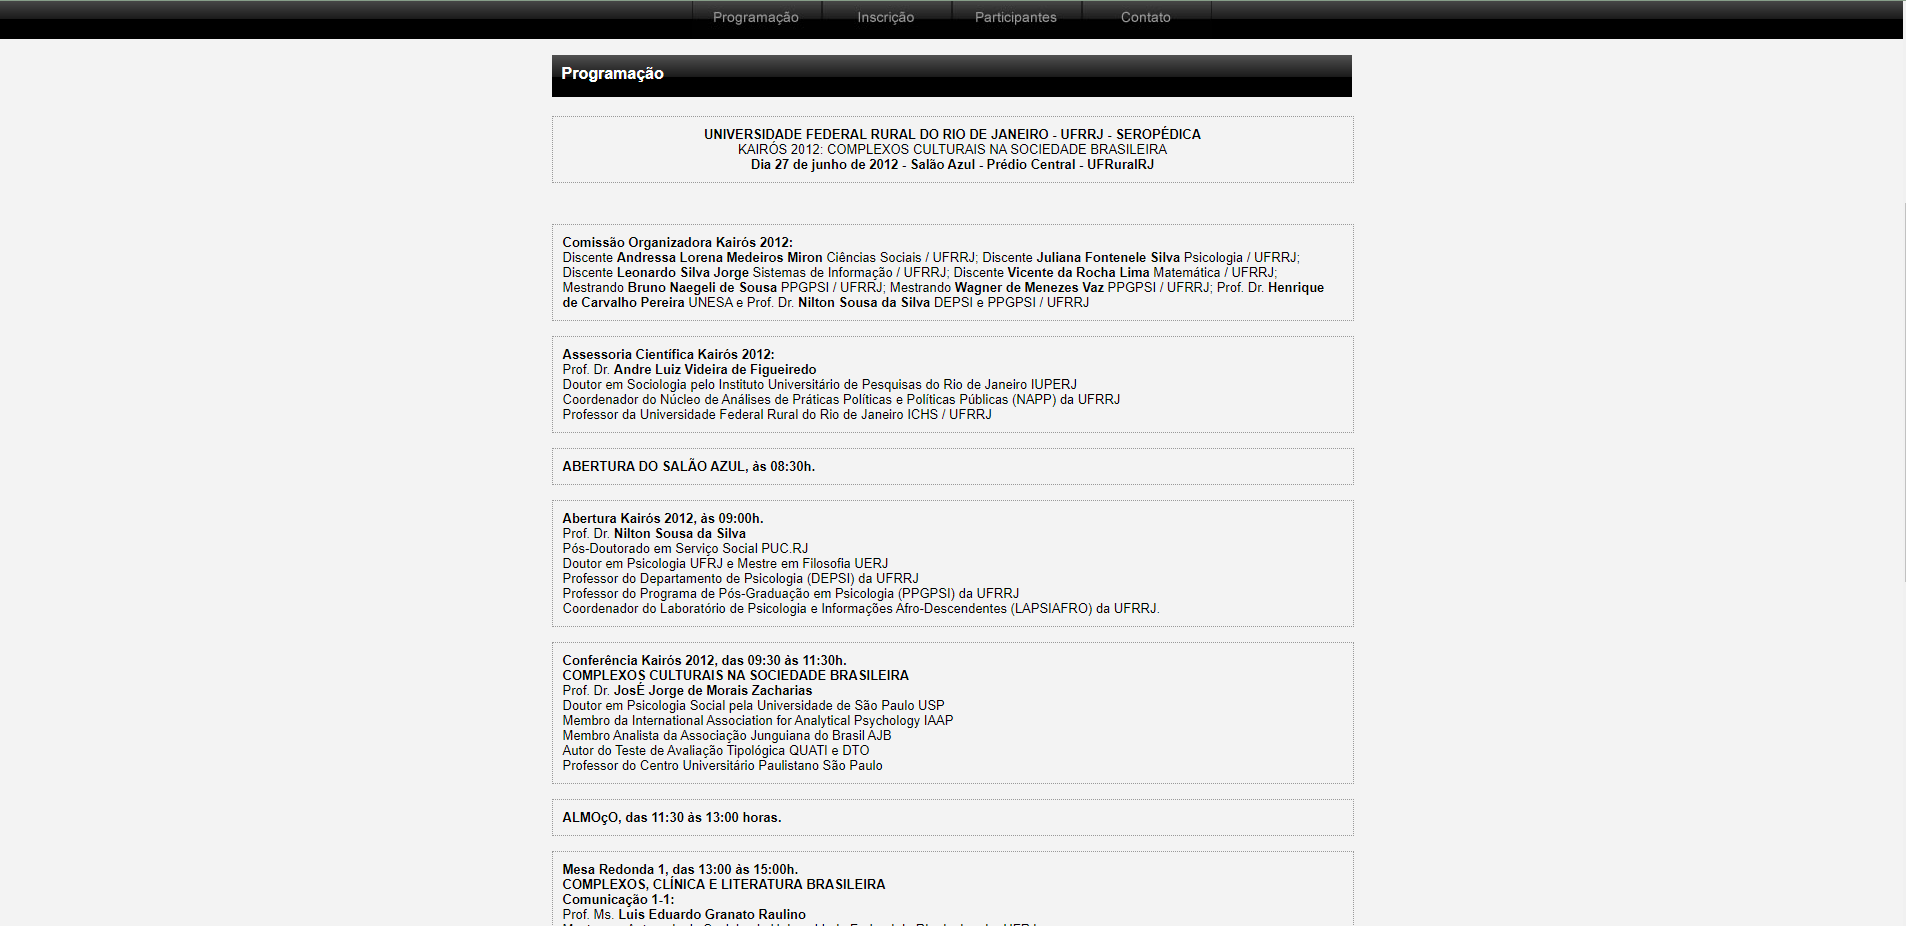 Programação
Inscrição
Participantes
Contato
Programação
UNIVERSIDADE FEDERAL RURAL DO RIO DE JANEIRO - UFRRJ - SEROPÉDICA
KAIRÓS 2012: COMPLEXOS CULTURAIS NA SOCIEDADE BRASILEIRA
Dia 27 de junho de 2012 - Salão Azul - Prédio Central - UFRuralRJ
Comissão Organizadora Kairós 2012:
Discente Andressa Lorena Medeiros Miron Ciências Sociais / UFRRJ; Discente Juliana Fontenele Silva Psicologia / UFRRJ;
Discente Leonardo Silva Jorge Sistemas de Informação / UFRRJ; Discente Vicente da Rocha Lima Matemática / UFRRJ;
Mestrando Bruno Naegeli de Sousa PPGPSI / UFRRJ; Mestrando Wagner de Menezes Vaz PPGPSI / UFRRJ; Prof. Dr. Henrique
de Carvalho Pereira UNESA e Prof. Dr. Nilton Sousa da Silva DEPSI e PPGPSI / UFRRJ
Assessoria Científica Kairós 2012:
Prof. Dr. Andre Luiz Videira de Figueiredo
Doutor em Sociologia pelo Instituto Universitário de Pesquisas do Rio de Janeiro IUPERJ
Coordenador do Núcleo de Análises de Práticas Políticas e Políticas Públicas (NAPP) da UFRRJ
Professor da Universidade Federal Rural do Rio de Janeiro ICHS / UFRRJ
ABERTURA DO SALÃO AZUL, às 08:30h.
Abertura Kairós 2012, às 09:00h.
Prof. Dr. Nilton Sousa da Silva
Pós-Doutorado em Serviço Social PUC.RJ
Doutor em Psicologia UFRJ e Mestre em Filosofia UERJ
Professor do Departamento de Psicologia (DEPSI) da UFRRJ
Professor do Programa de Pós-Graduação em Psicologia (PPGPSI) da UFRRJ
Coordenador do Laboratório de Psicologia e Informações Afro-Descendentes (LAPSIAFRO) da UFRRJ.
Conferência Kairós 2012, das 09:30 às 11:30h.
COMPLEXOS CULTURAIS NA SOCIEDADE BRASILEIRA
Prof. Dr. JosÉ Jorge de Morais Zacharias
Doutor em Psicologia Social pela Universidade de São Paulo USP
Membro da International Association for Analytical Psychology IAAP
Membro Analista da Associação Junguiana do Brasil AJB
Autor do Teste de Avaliação Tipológica QUATI e DTO
Professor do Centro Universitário Paulistano São Paulo
ALMOçO, das 11:30 às 13:00 horas.
Mesa Redonda 1, das 13:00 às 15:00h.
COMPLEXOS, CLÍNICA E LITERATURA BRASILEIRA
Comunicação 1-1:
Prof. Ms. Luis Eduardo Granato Raulino